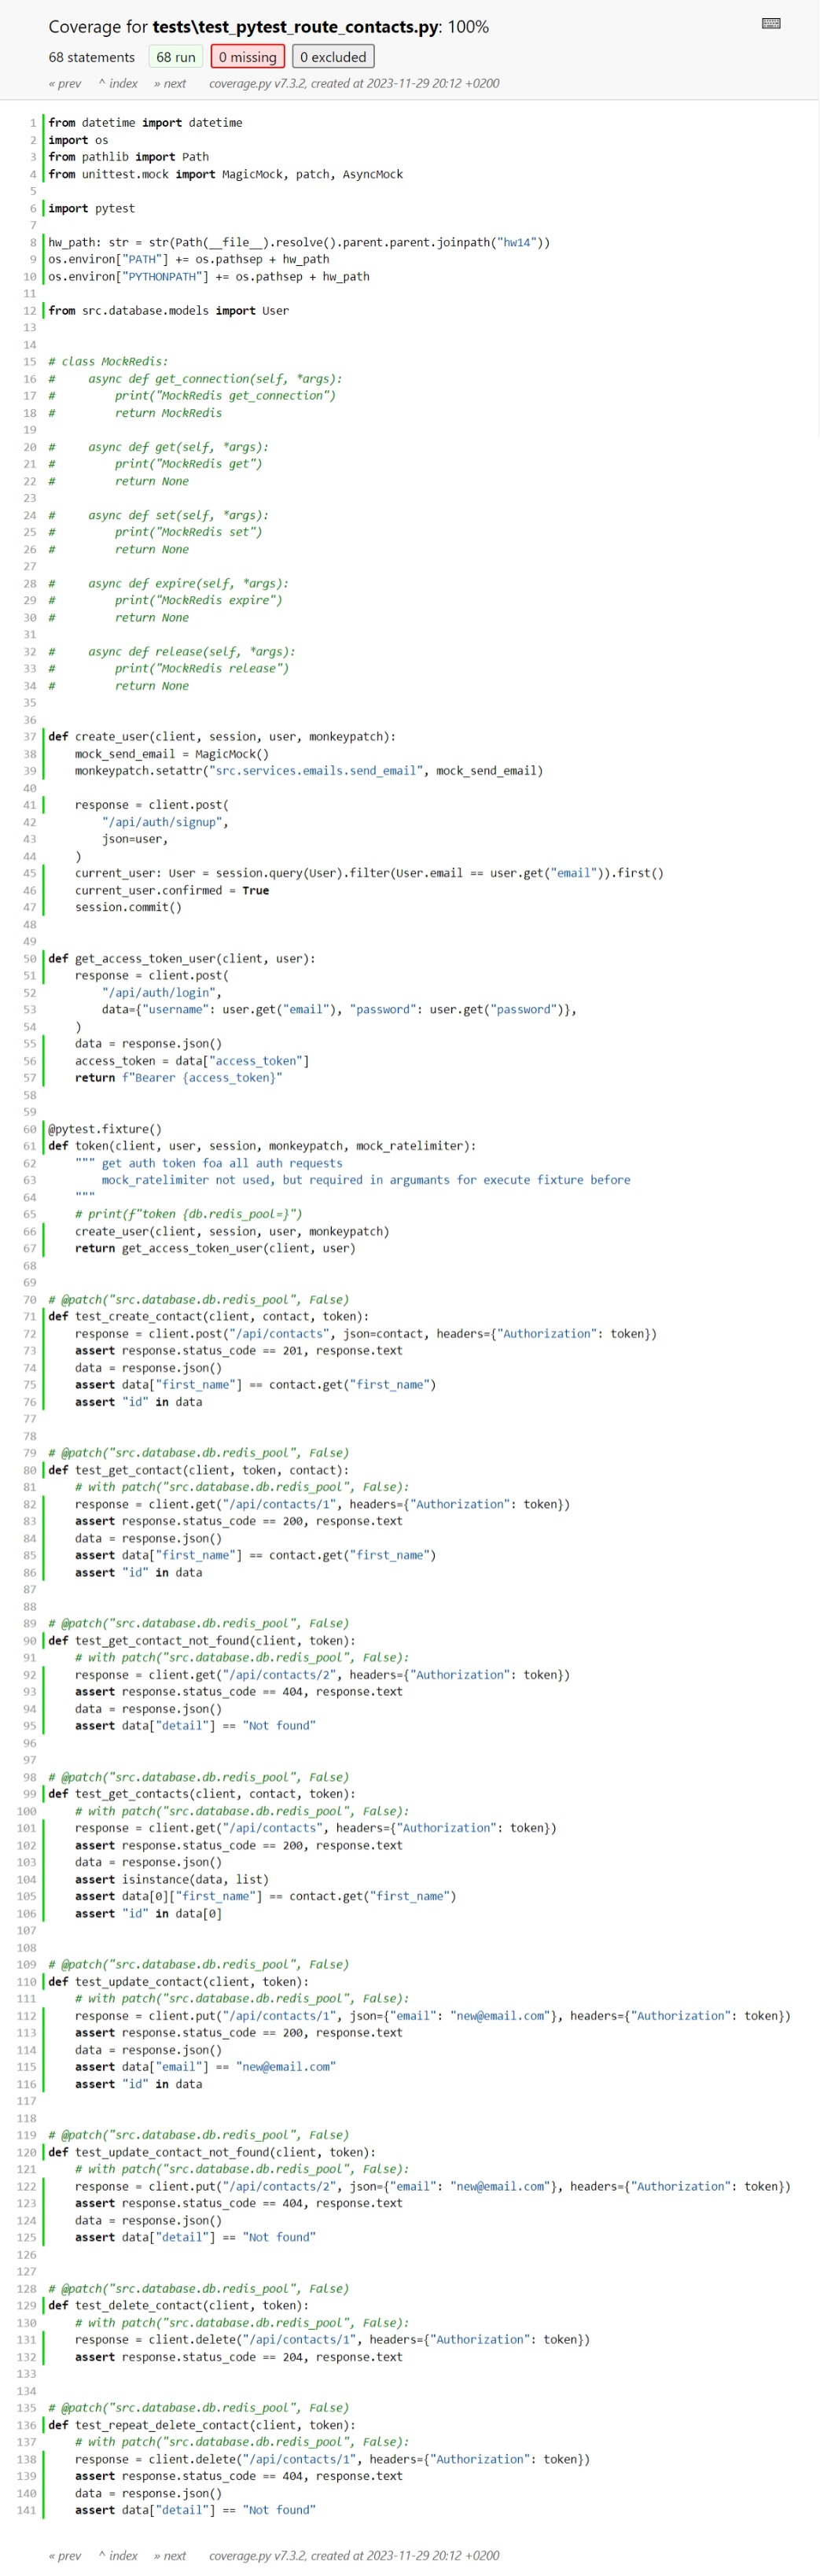 Coverage for tests\test_pytest_route_contacts.py: 100%
68 statements 68 run 0 missing 0 excluded
« prev ^ index » next coverage.py v7.3.2, created at 2023-11-29 20:12 +0200
1 from datetime import datetime
2 import os
3 from pathlib import Path
4 from unittest.mock import MagicMock, patch, AsyncMock
5
6 import pytest
7
8 hw_path: str = str(Path(__file__).resolve().parent.parent.joinpath("hw14"))
9 os.environ["PATH"] += os.pathsep + hw_path
10 os.environ["PYTHONPATH"] += os.pathsep + hw_path
11
12 from src.database.models import User
13
14
15 # class MockRedis:
16 #     async def get_connection(self, *args):
17 #         print("MockRedis get_connection")
18 #         return MockRedis
19
20 #     async def get(self, *args):
21 #         print("MockRedis get")
22 #         return None
23
24 #     async def set(self, *args):
25 #         print("MockRedis set")
26 #         return None
27
28 #     async def expire(self, *args):
29 #         print("MockRedis expire")
30 #         return None
31
32 #     async def release(self, *args):
33 #         print("MockRedis release")
34 #         return None
35
36
37 def create_user(client, session, user, monkeypatch):
38     mock_send_email = MagicMock()
39     monkeypatch.setattr("src.services.emails.send_email", mock_send_email)
40
41     response = client.post(
42         "/api/auth/signup",
43         json=user,
44     )
45     current_user: User = session.query(User).filter(User.email == user.get("email")).first()
46     current_user.confirmed = True
47     session.commit()
48
49
50 def get_access_token_user(client, user):
51     response = client.post(
52         "/api/auth/login",
53         data={"username": user.get("email"), "password": user.get("password")},
54     )
55     data = response.json()
56     access_token = data["access_token"]
57     return f"Bearer {access_token}"
58
59
60 @pytest.fixture()
61 def token(client, user, session, monkeypatch, mock_ratelimiter):
62     """ get auth token foa all auth requests
63         mock_ratelimiter not used, but required in argumants for execute fixture before
64     """
65     # print(f"token {db.redis_pool=}")
66     create_user(client, session, user, monkeypatch)
67     return get_access_token_user(client, user)
68
69
70 # @patch("src.database.db.redis_pool", False)
71 def test_create_contact(client, contact, token):
72     response = client.post("/api/contacts", json=contact, headers={"Authorization": token})
73     assert response.status_code == 201, response.text
74     data = response.json()
75     assert data["first_name"] == contact.get("first_name")
76     assert "id" in data
77
78
79 # @patch("src.database.db.redis_pool", False)
80 def test_get_contact(client, token, contact):
81     # with patch("src.database.db.redis_pool", False):
82     response = client.get("/api/contacts/1", headers={"Authorization": token})
83     assert response.status_code == 200, response.text
84     data = response.json()
85     assert data["first_name"] == contact.get("first_name")
86     assert "id" in data
87
88
89 # @patch("src.database.db.redis_pool", False)
90 def test_get_contact_not_found(client, token):
91     # with patch("src.database.db.redis_pool", False):
92     response = client.get("/api/contacts/2", headers={"Authorization": token})
93     assert response.status_code == 404, response.text
94     data = response.json()
95     assert data["detail"] == "Not found"
96
97
98 # @patch("src.database.db.redis_pool", False)
99 def test_get_contacts(client, contact, token):
100     # with patch("src.database.db.redis_pool", False):
101     response = client.get("/api/contacts", headers={"Authorization": token})
102     assert response.status_code == 200, response.text
103     data = response.json()
104     assert isinstance(data, list)
105     assert data[0]["first_name"] == contact.get("first_name")
106     assert "id" in data[0]
107
108
109 # @patch("src.database.db.redis_pool", False)
110 def test_update_contact(client, token):
111     # with patch("src.database.db.redis_pool", False):
112     response = client.put("/api/contacts/1", json={"email": "new@email.com"}, headers={"Authorization": token})
113     assert response.status_code == 200, response.text
114     data = response.json()
115     assert data["email"] == "new@email.com"
116     assert "id" in data
117
118
119 # @patch("src.database.db.redis_pool", False)
120 def test_update_contact_not_found(client, token):
121     # with patch("src.database.db.redis_pool", False):
122     response = client.put("/api/contacts/2", json={"email": "new@email.com"}, headers={"Authorization": token})
123     assert response.status_code == 404, response.text
124     data = response.json()
125     assert data["detail"] == "Not found"
126
127
128 # @patch("src.database.db.redis_pool", False)
129 def test_delete_contact(client, token):
130     # with patch("src.database.db.redis_pool", False):
131     response = client.delete("/api/contacts/1", headers={"Authorization": token})
132     assert response.status_code == 204, response.text
133
134
135 # @patch("src.database.db.redis_pool", False)
136 def test_repeat_delete_contact(client, token):
137     # with patch("src.database.db.redis_pool", False):
138     response = client.delete("/api/contacts/1", headers={"Authorization": token})
139     assert response.status_code == 404, response.text
140     data = response.json()
141     assert data["detail"] == "Not found"
« prev ^ index » next coverage.py v7.3.2, created at 2023-11-29 20:12 +0200